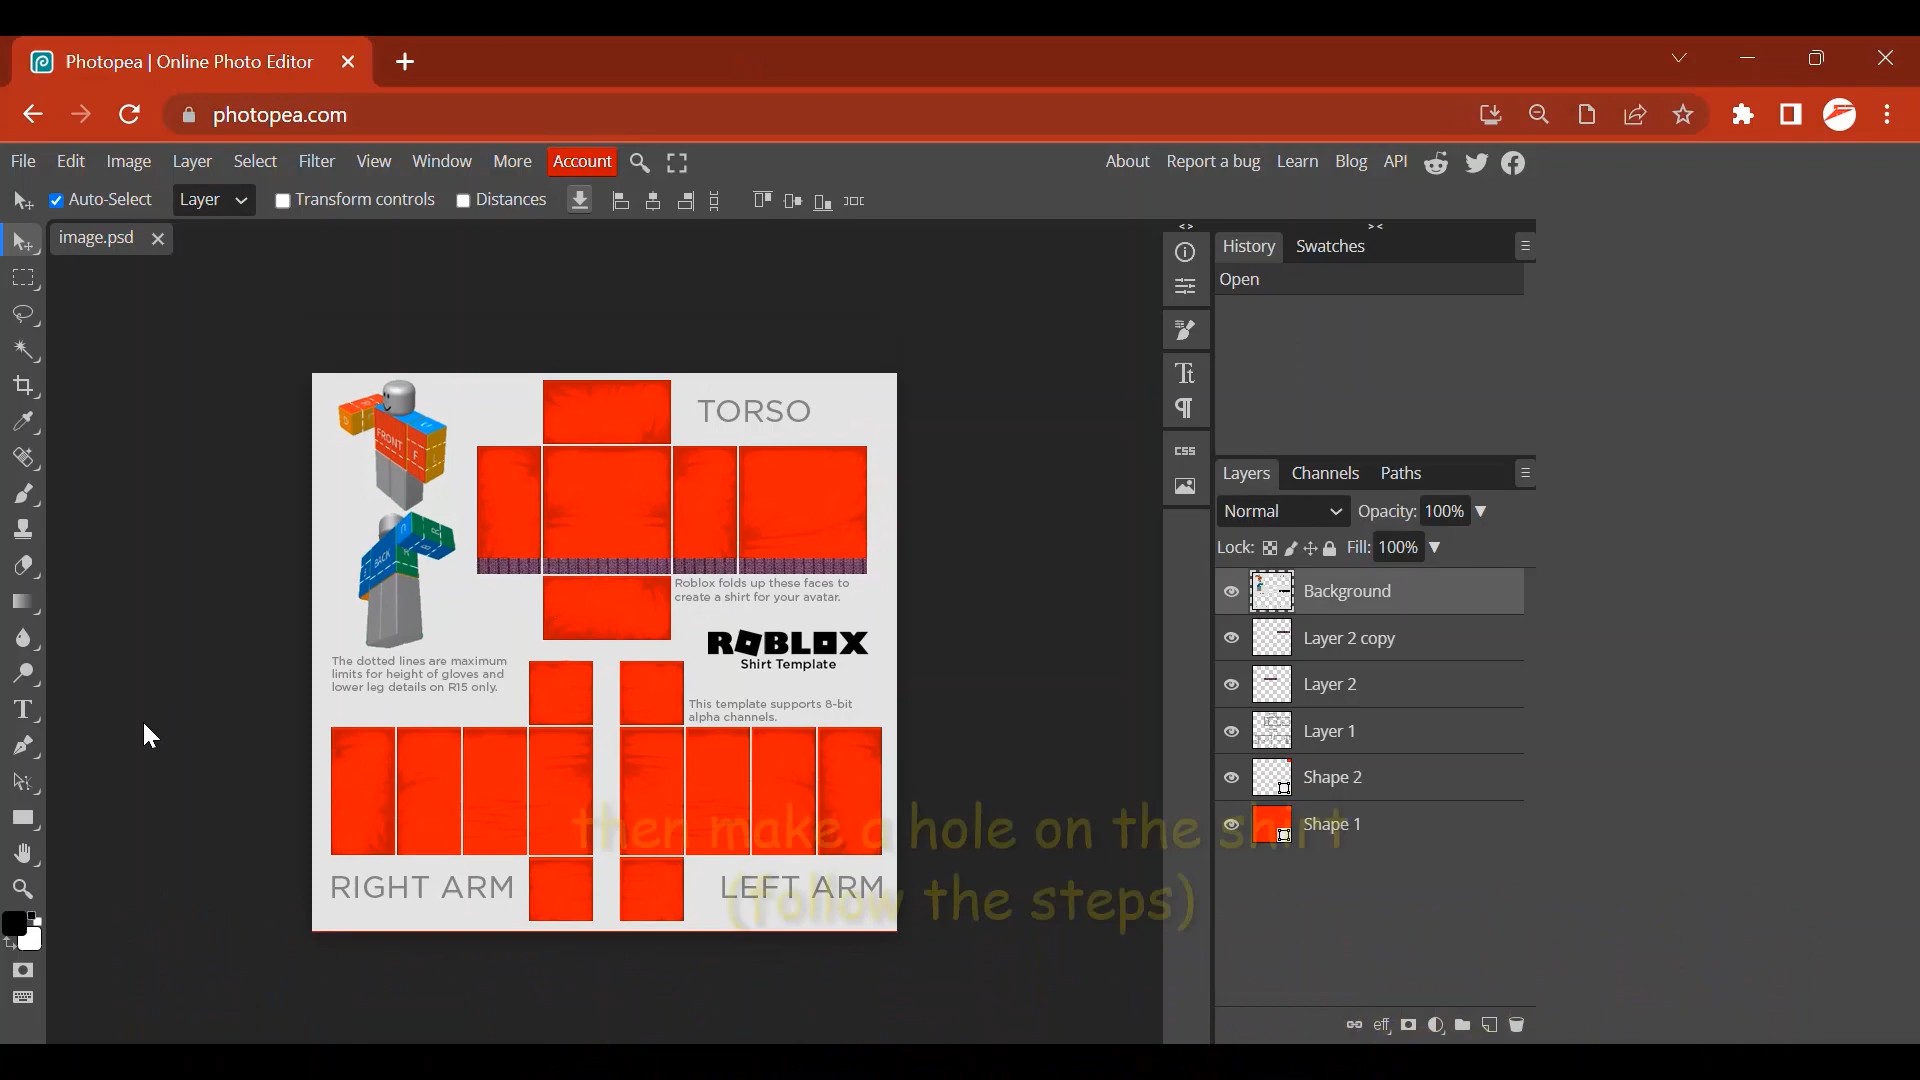 Photopea | Online Photo Editor
photopea.com
File Edit Image Layer Select Filter View Window More Account About Report a bug Learn Blog API
Auto-Select Layer Transform controls Distances
image.psd
History Swatches
Open
TORSO
FRONT F
BACK
Roblox folds up these faces to
create a shirt for your avatar.
ROBLOX
Shirt Template
The dotted lines are maximum
limits for height of gloves and
lower leg details on R15 only.
This template supports 8-bit
alpha channels.
RIGHT ARM
LEFT ARM
then make a hole on the shirt
(follow the steps)
CSS
Layers Channels Paths
Normal Opacity: 100%
Lock: Fill: 100%
Background
Layer 2 copy
Layer 2
Layer 1
Shape 2
Shape 1
eff